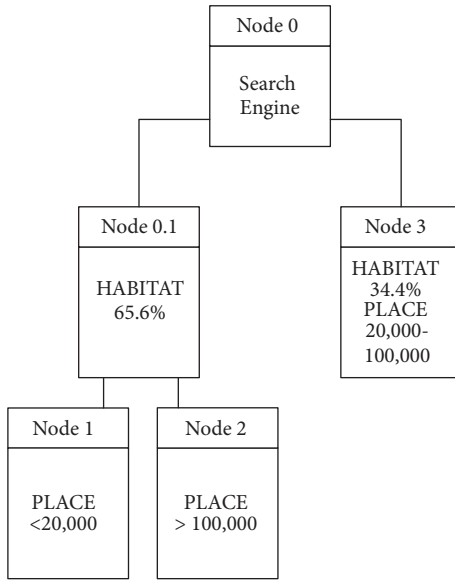 Node 0
Search
Engine
Node 0.1
HABITAT
65.6%
Node 3
HABITAT
34.4%
PLACE
20,000-
100,000
Node 1
PLACE
<20,000
Node 2
PLACE
> 100,000